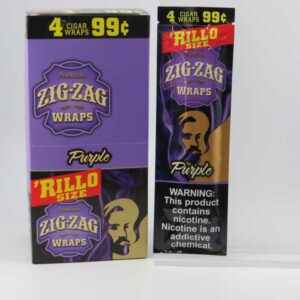 4 CIGAR WRAPS 99¢
ZIG-ZAG
WRAPS
Purple
'RILLO
SIZE
ZIG-ZAG
WRAPS
4 CIGAR WRAPS 99¢
'RILLO
SIZE
ZIG-ZAG
WRAPS
Purple
WARNING:
This product
contains
nicotine.
Nicotine is an
addictive
chemical.